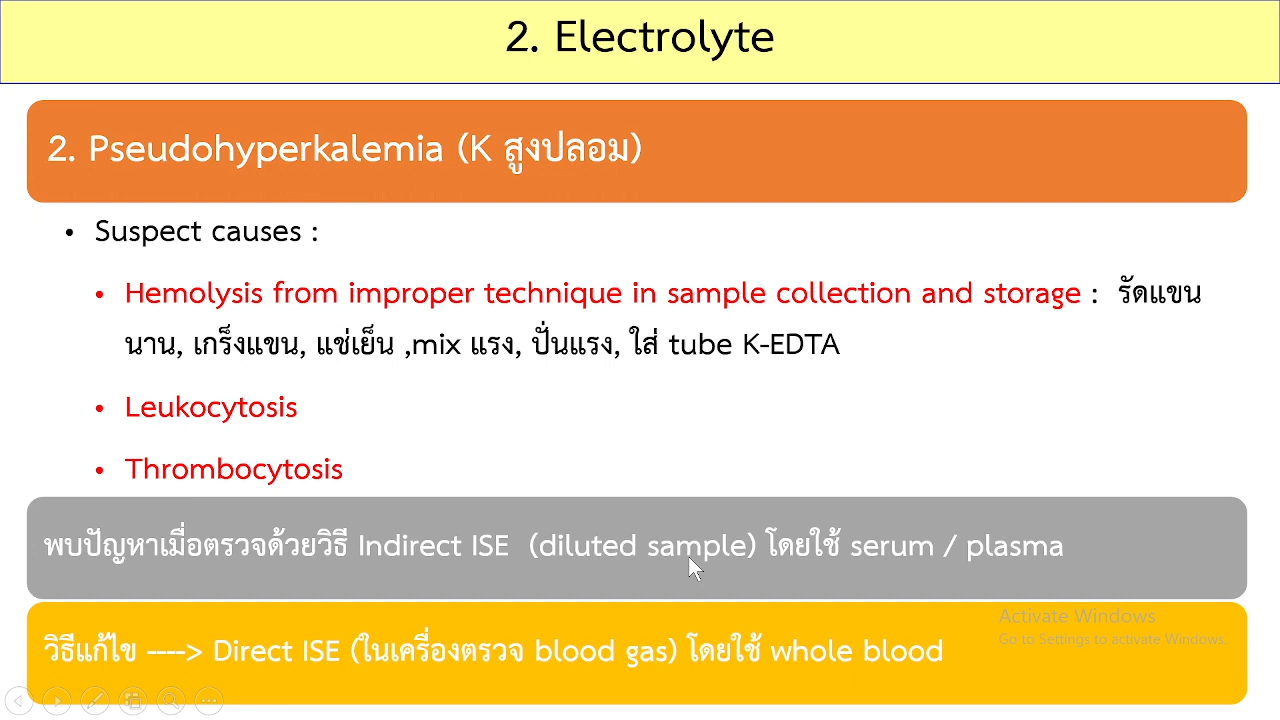 2. Electrolyte
2. Pseudohyperkalemia (K สูงปลอม)
• Suspect causes :
• Hemolysis from improper technique in sample collection and storage : รัดแขน
นาน, เกร็งแขน, แช่เย็น ,mix แรง, ปั่นแรง, ใส่ tube K-EDTA
• Leukocytosis
• Thrombocytosis
พบปัญหาเมื่อตรวจด้วยวิธี Indirect ISE (diluted sample) โดยใช้ serum / plasma
Activate Windows
Go to Settings to activate Windows.
วิธีแก้ไข ----> Direct ISE (ในเครื่องตรวจ blood gas) โดยใช้ whole blood